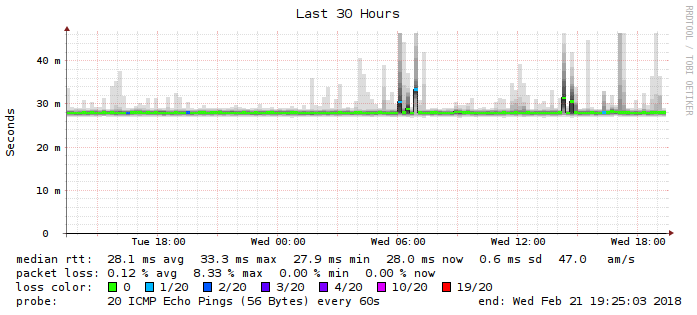 Last 30 Hours
RRDTOOL / TOBI OETIKER
Seconds
40 m
30 m
20 m
10 m
0
Tue 18:00 Wed 00:00 Wed 06:00 Wed 12:00 Wed 18:00
median rtt: 28.1 ms avg 33.3 ms max 27.9 ms min 28.0 ms now 0.6 ms sd 47.0 am/s
packet loss: 0.12 % avg 8.33 % max 0.00 % min 0.00 % now
loss color: 0 1/20 2/20 3/20 4/20 10/20 19/20
probe: 20 ICMP Echo Pings (56 Bytes) every 60s end: Wed Feb 21 19:25:03 2018